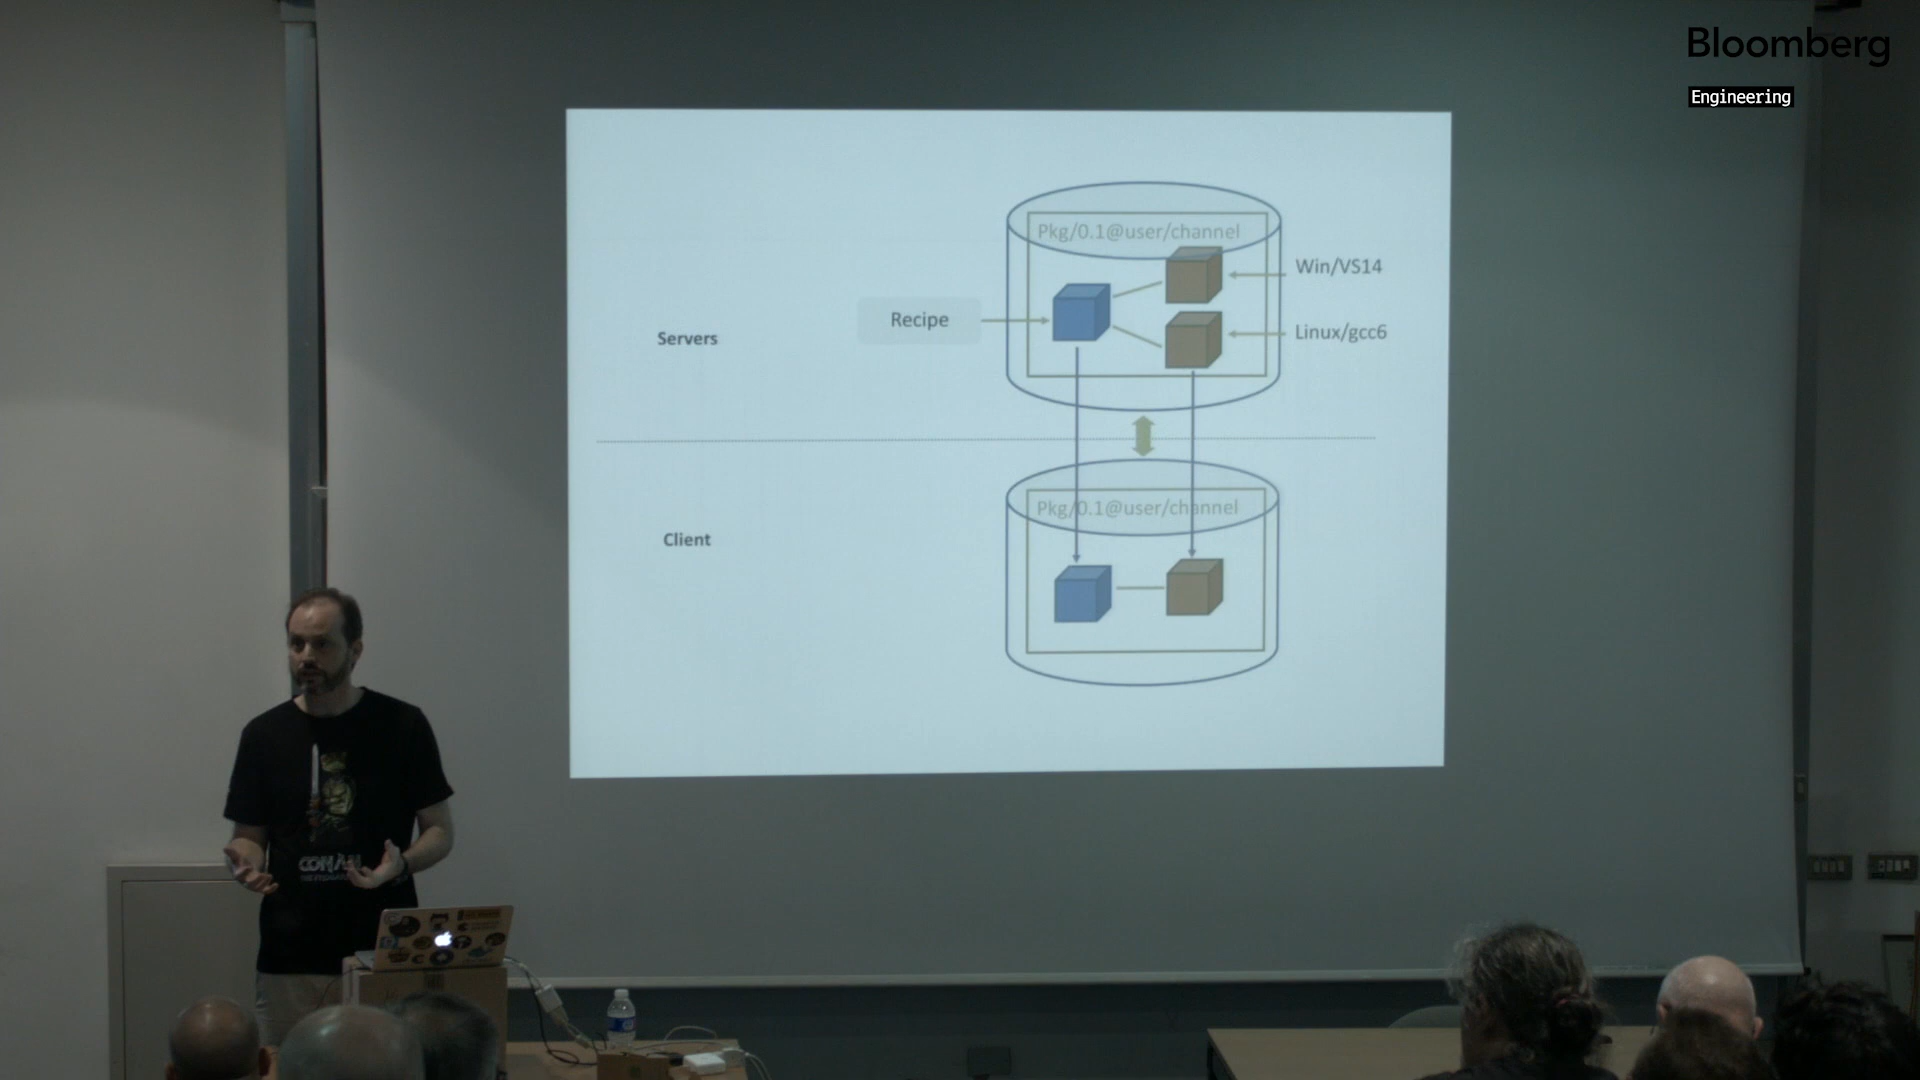 Bloomberg
Engineering
Pkg/0.1@user/channel
Win/VS14
Recipe
Linux/gcc6
Servers
Pkg/0.1@user/channel
Client
CONAN